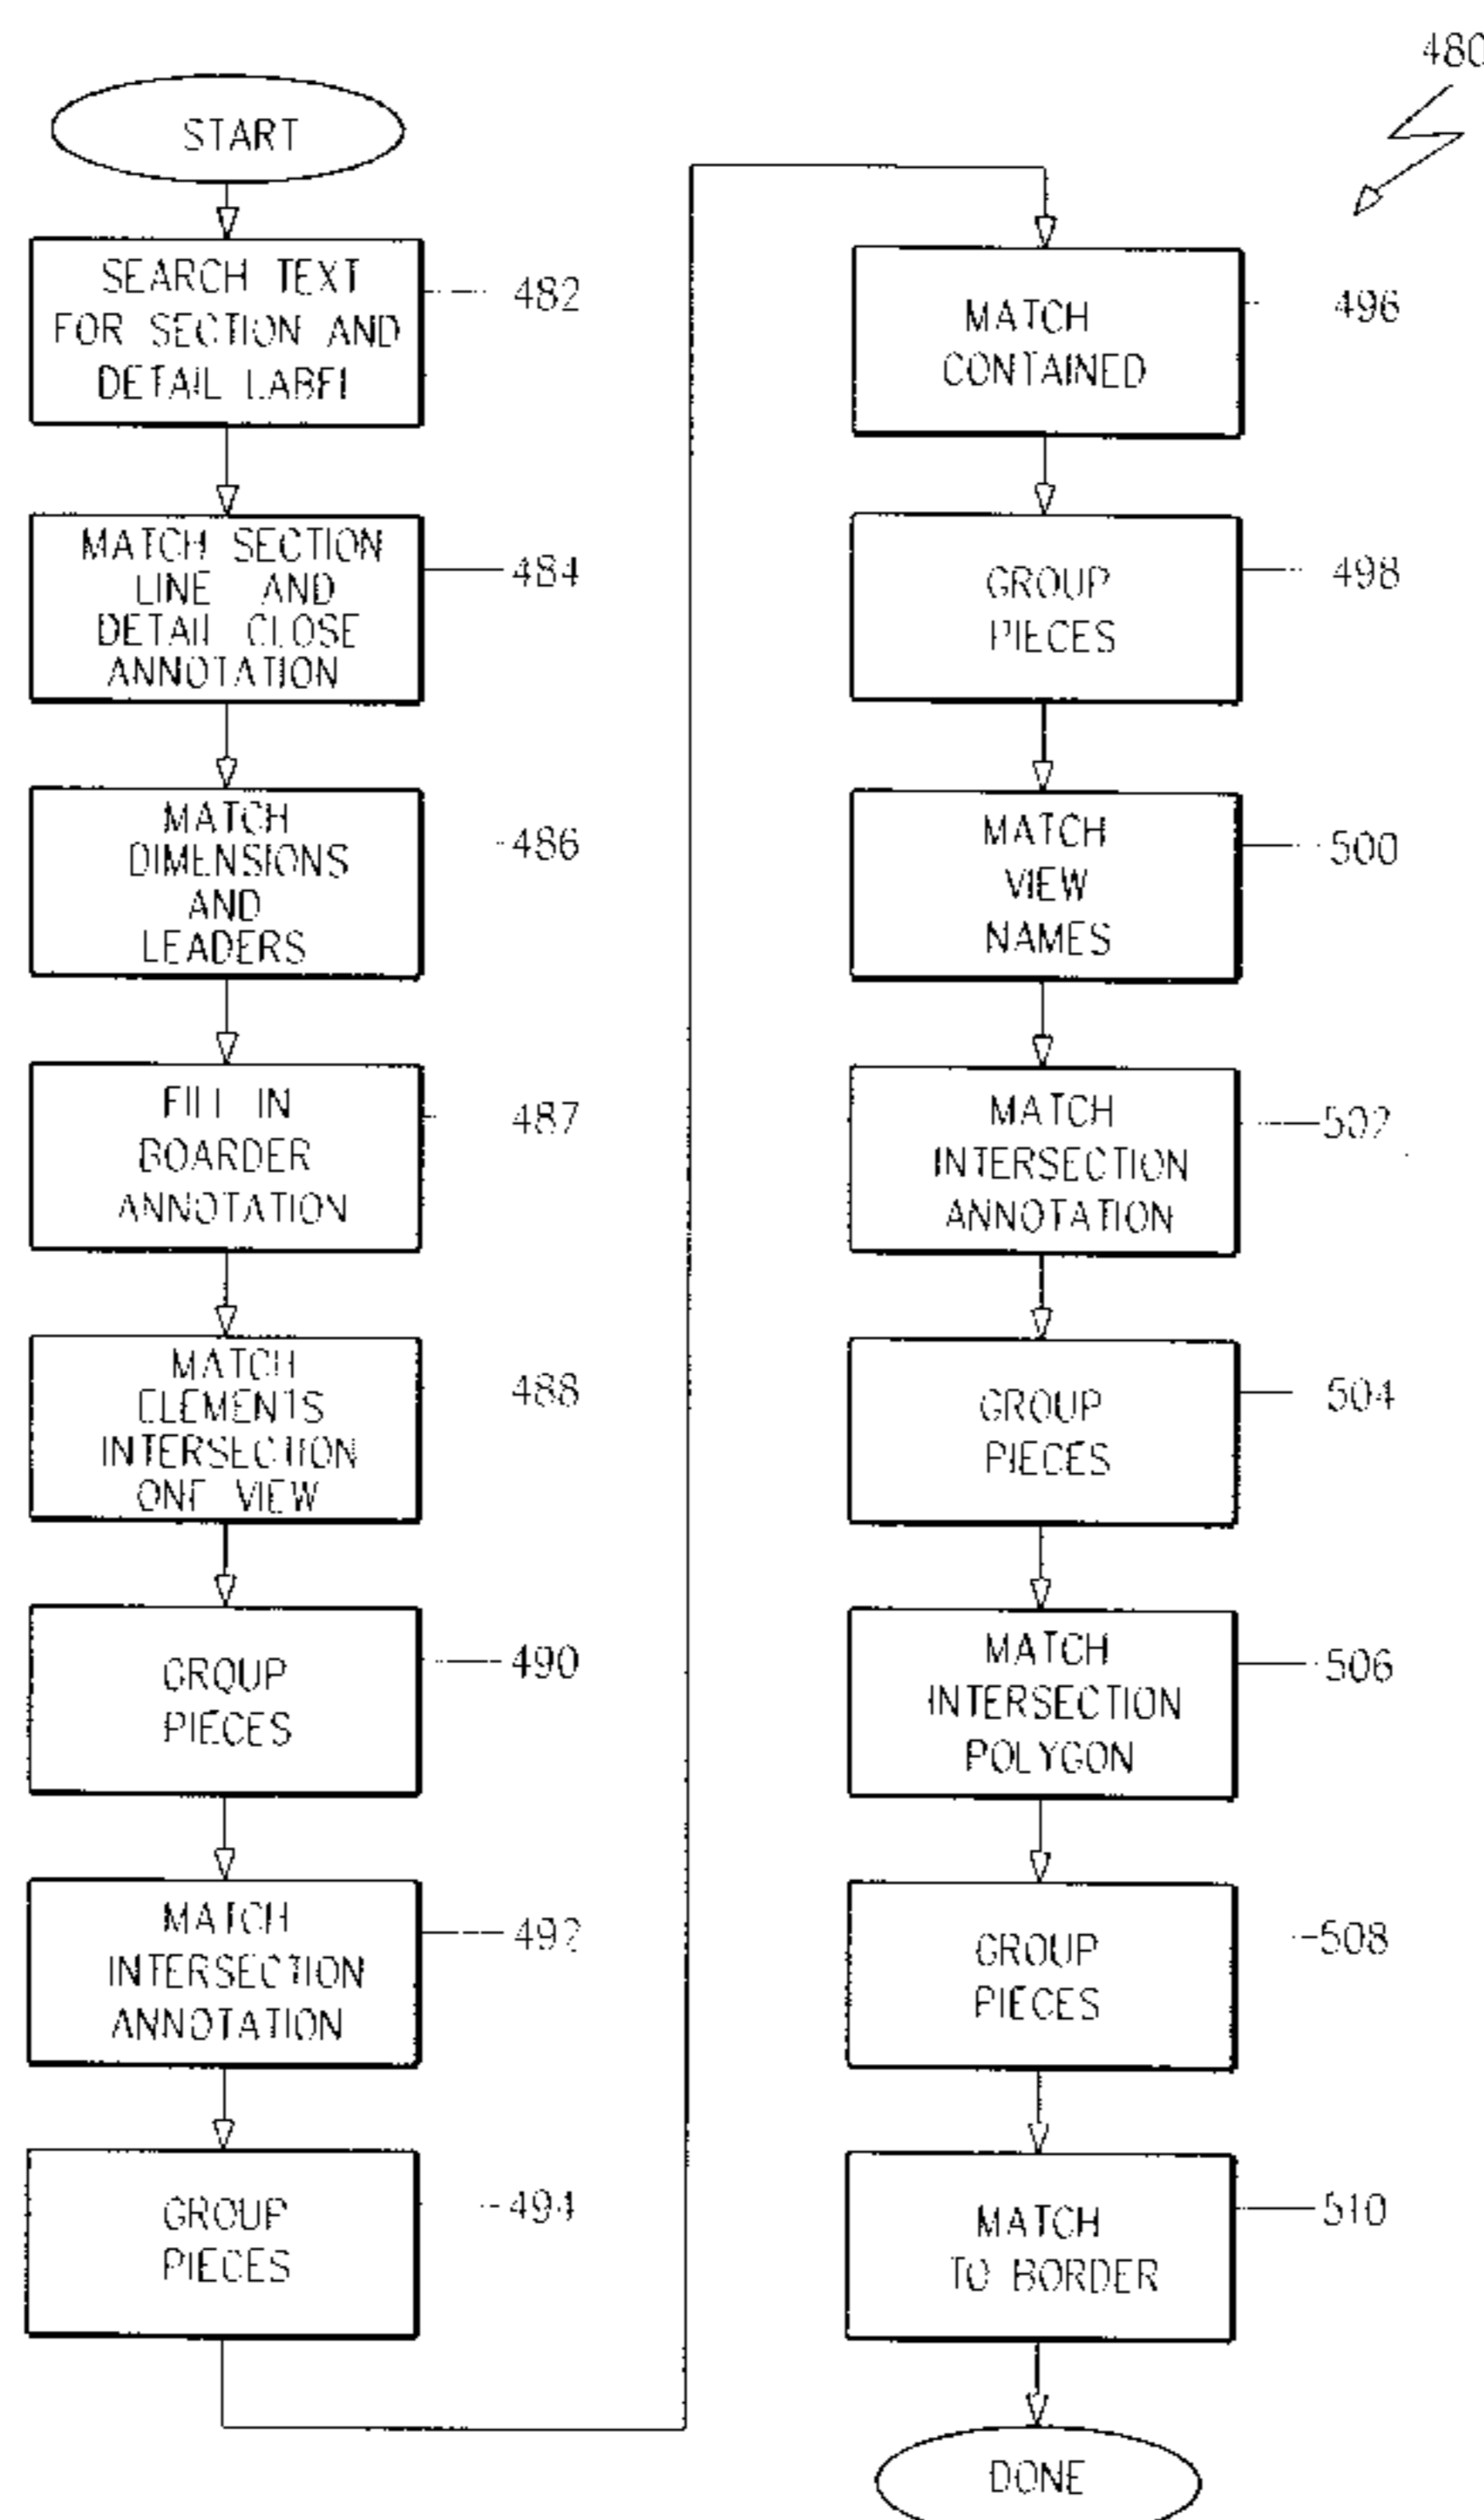 480
START
SEARCH TEXT
FOR SECTION AND
DETAIL LABEL
482
MATCH SECTION
LINE AND
DETAIL CLOSE
ANNOTATION
484
MATCH
DIMENSIONS
AND
LEADERS
486
FILL IN
BOARDER
ANNOTATION
487
MATCH
ELEMENTS
INTERSECTION
ONE VIEW
488
GROUP
PIECES
490
MATCH
INTERSECTION
ANNOTATION
492
GROUP
PIECES
494
MATCH
CONTAINED
496
GROUP
PIECES
498
MATCH
VIEW
NAMES
500
MATCH
INTERSECTION
ANNOTATION
502
GROUP
PIECES
504
MATCH
INTERSECTION
POLYGON
506
GROUP
PIECES
508
MATCH
TO BORDER
510
DONE